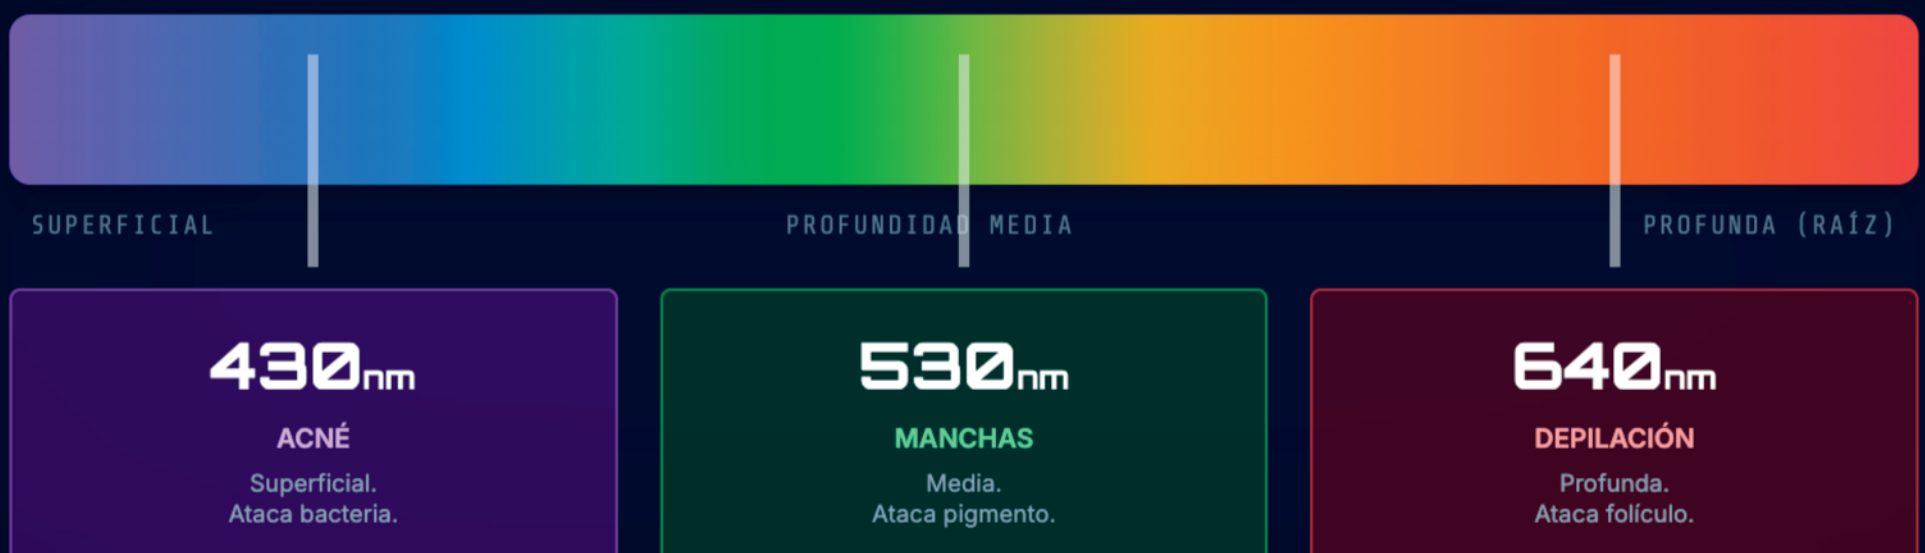 SUPERFICIAL
PROFUNDIDAD MEDIA
PROFUNDA (RAÍZ)
430nm
ACNÉ
Superficial.
Ataca bacteria.
530nm
MANCHAS
Media.
Ataca pigmento.
640nm
DEPILACIÓN
Profunda.
Ataca folículo.